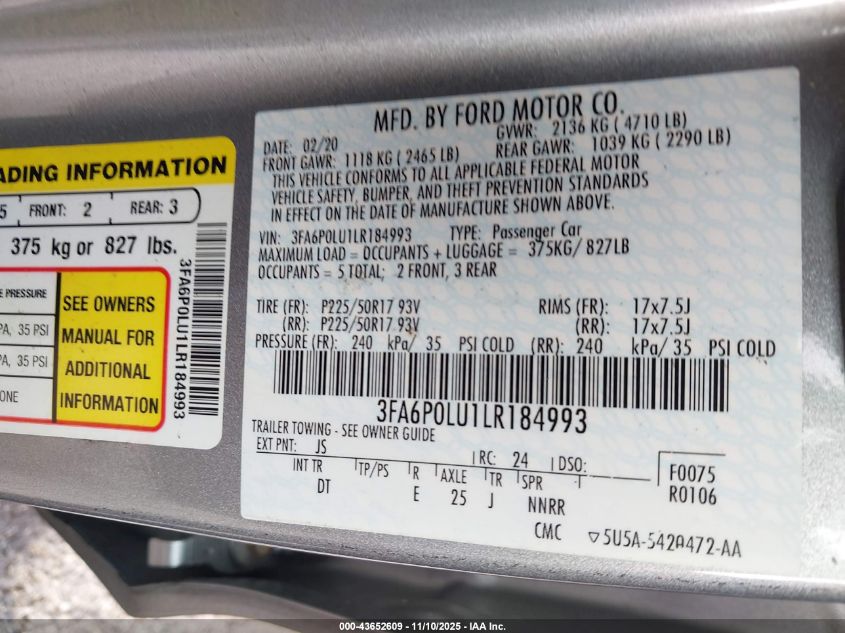 ADING INFORMATION
5 FRONT: 2 REAR: 3
375 kg or 827 lbs.
E PRESSURE
PA, 35 PSI
PA, 35 PSI
ONE
SEE OWNERS
MANUAL FOR
ADDITIONAL
INFORMATION
3FA6P0LU1LR184993
MFD. BY FORD MOTOR CO.
DATE: 02/20 GVWR: 2136 KG ( 4710 LB)
FRONT GAWR: 1118 KG ( 2465 LB) REAR GAWR: 1039 KG ( 2290 LB)
THIS VEHICLE CONFORMS TO ALL APPLICABLE FEDERAL MOTOR
VEHICLE SAFETY, BUMPER, AND THEFT PREVENTION STANDARDS
IN EFFECT ON THE DATE OF MANUFACTURE SHOWN ABOVE.
VIN: 3FA6P0LU1LR184993 TYPE: Passenger Car
MAXIMUM LOAD = OCCUPANTS + LUGGAGE = 375KG/ 827LB
OCCUPANTS = 5 TOTAL; 2 FRONT, 3 REAR
TIRE (FR): P225/50R17 93V RIMS (FR): 17x7.5J
(RR): P225/50R17 93V (RR): 17x7.5J
PRESSURE (FR): 240 kPa/ 35 PSI COLD (RR): 240 kPa/ 35 PSI COLD
3FA6P0LU1LR184993
TRAILER TOWING - SEE OWNER GUIDE
EXT PNT: JS RC: 24 DSO: F0075
INT TR TP/PS R AXLE TR SPR R0106
DT E 25 J NNRR
CMC 5U5A-5420472-AA
000-43652609 - 11/10/2025 - IAA Inc.